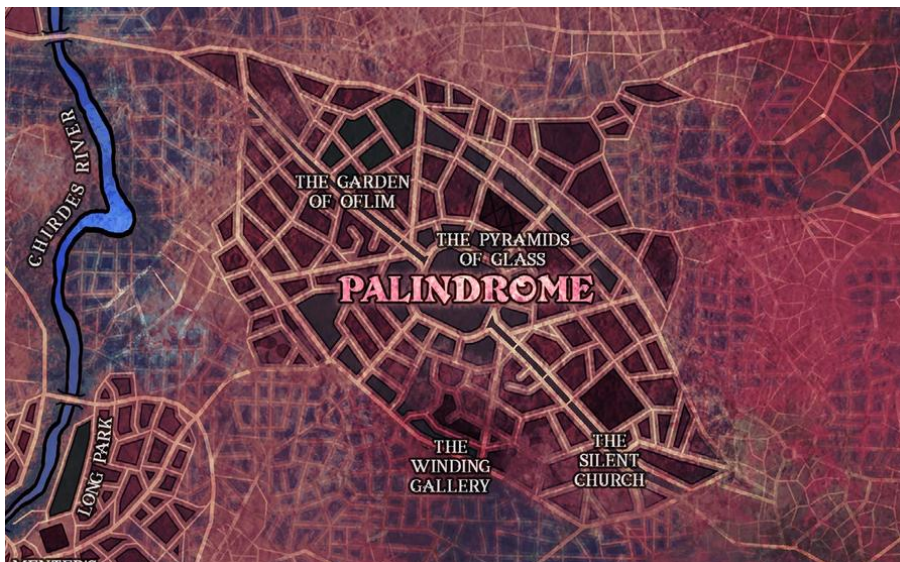 CHIRDES RIVER
THE GARDEN
OF OFLIM
THE PYRAMIDS
OF GLASS
PALINDROME
LONG PARK
THE
WINDING
GALLERY
THE
SILENT
CHURCH